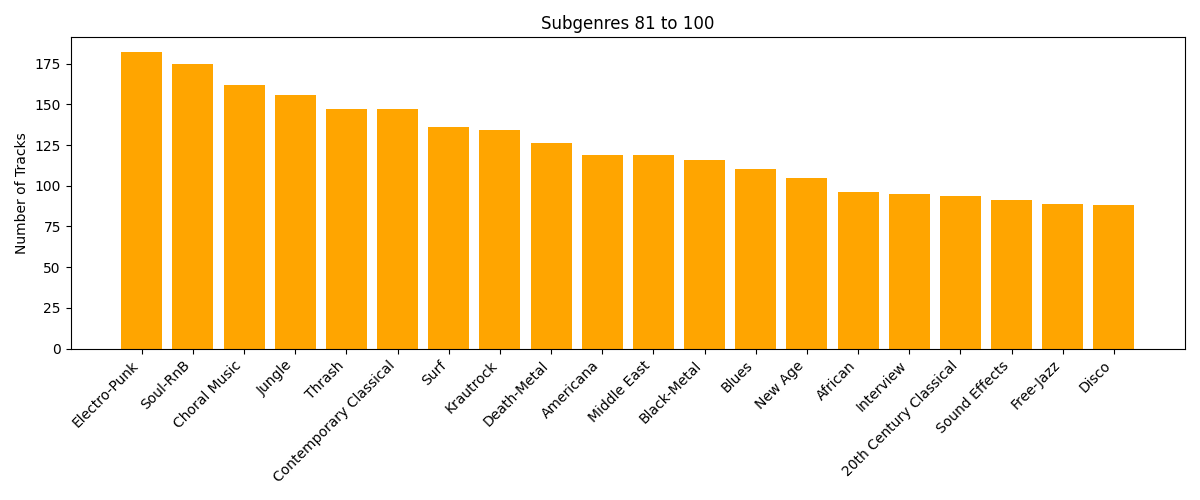 Subgenres 81 to 100
Number of Tracks
175
150
125
100
75
50
25
0
Electro-Punk
Soul-RnB
Choral Music
Jungle
Thrash
Contemporary Classical
Surf
Krautrock
Death-Metal
Americana
Middle East
Black-Metal
Blues
New Age
African
Interview
20th Century Classical
Sound Effects
Free-Jazz
Disco